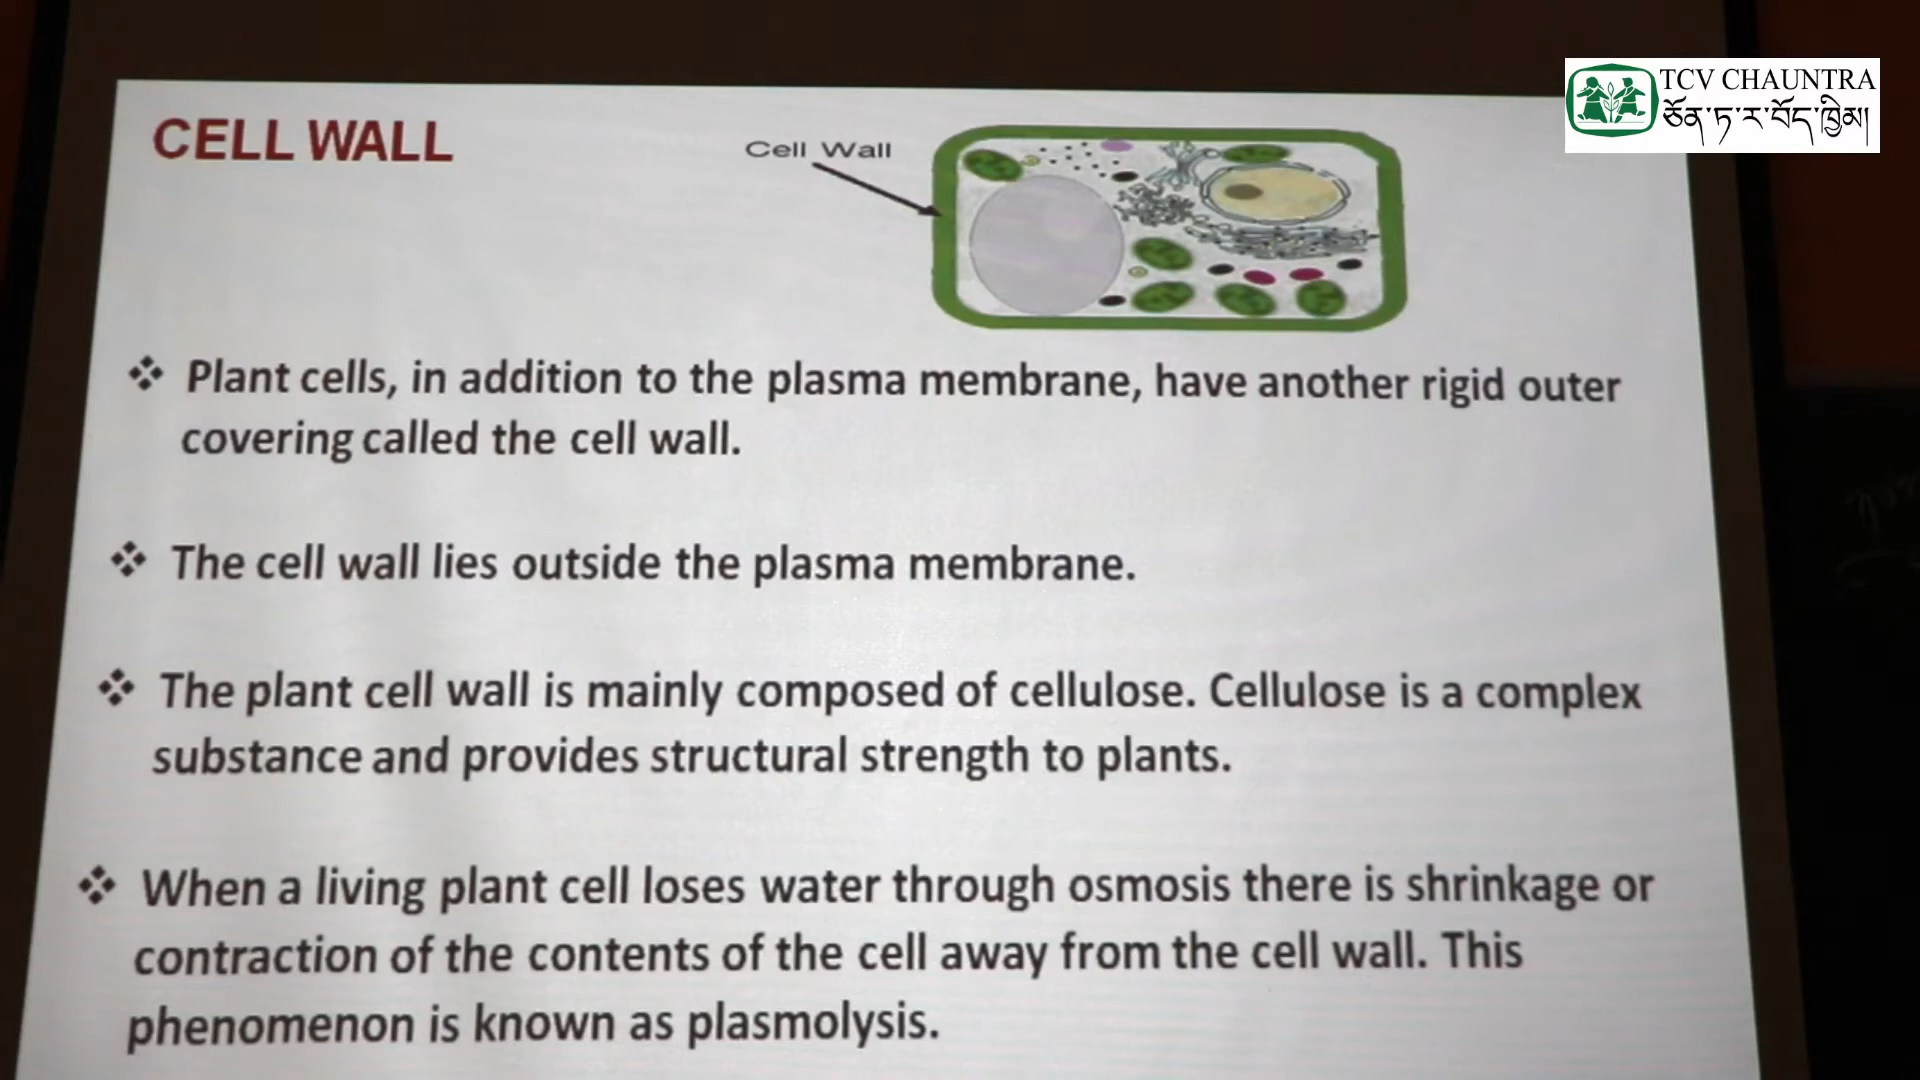 TCV CHAUNTRA
ཅོན་ཏ་ར་བོད་ཁྱིམ།
CELL WALL
Cell Wall
❖ Plant cells, in addition to the plasma membrane, have another rigid outer
covering called the cell wall.
❖ The cell wall lies outside the plasma membrane.
❖ The plant cell wall is mainly composed of cellulose. Cellulose is a complex
substance and provides structural strength to plants.
❖ When a living plant cell loses water through osmosis there is shrinkage or
contraction of the contents of the cell away from the cell wall. This
phenomenon is known as plasmolysis.